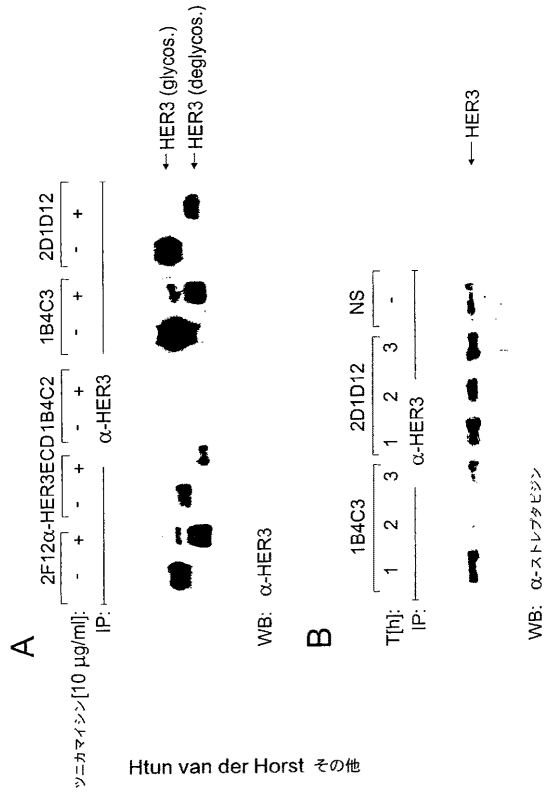 A
2F12 α-HER3ECD 1B4C2 1B4C3 2D1D12
ツニカマイシン[10 µg/ml]: - + - + - + - + - +
IP: α-HER3
HER3 (glycos.)
HER3 (deglycos.)
WB: α-HER3
B
1B4C3 2D1D12 NS
T[h]: 1 2 3 1 2 3 -
IP: α-HER3
HER3
WB: α-ストレプタビジン
Htun van der Horst その他